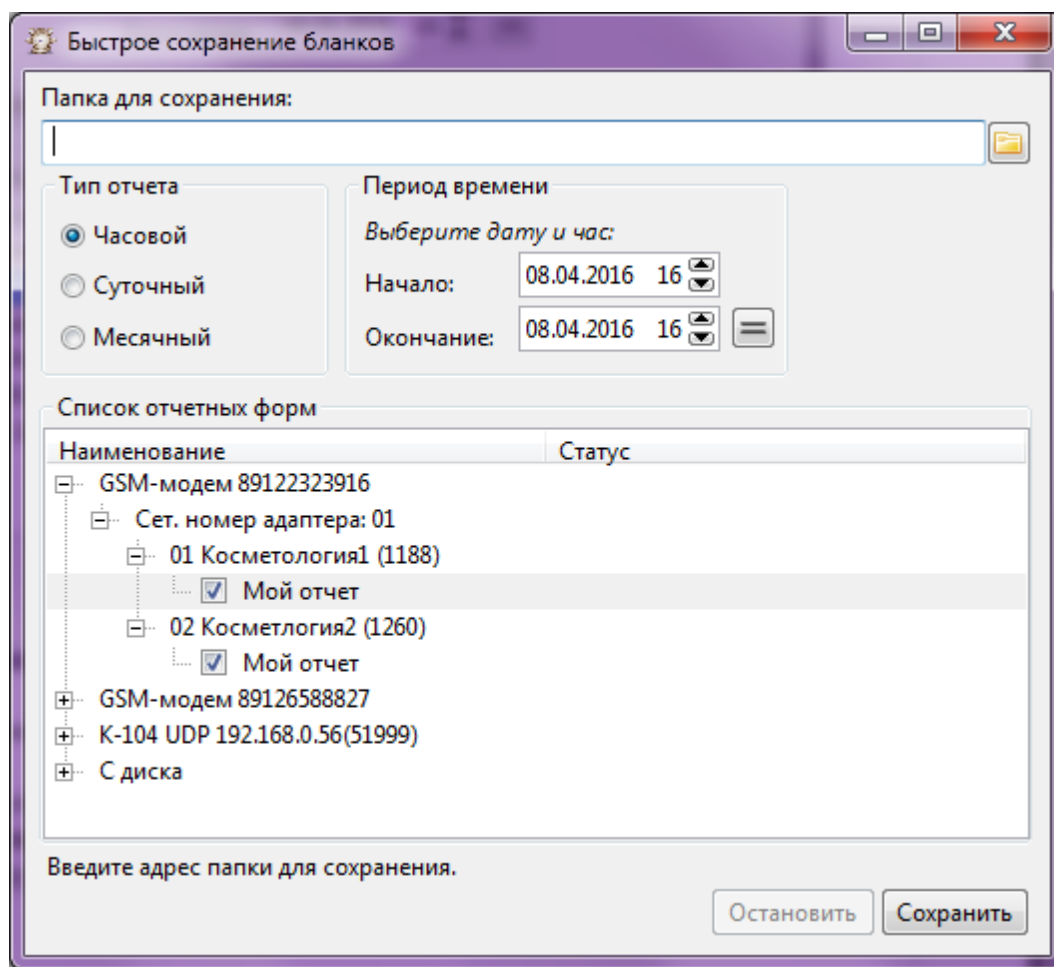 Быстрое сохранение бланков
Папка для сохранения:
Тип отчета
Период времени
Часовой
Выберите дату и час:
Суточный
Начало: 08.04.2016 16
Месячный
Окончание: 08.04.2016 16
Список отчетных форм
Наименование Статус
GSM-модем 89122323916
Сет. номер адаптера: 01
01 Косметология1 (1188)
Мой отчет
02 Косметлогия2 (1260)
Мой отчет
GSM-модем 89126588827
К-104 UDP 192.168.0.56(51999)
С диска
Введите адрес папки для сохранения.
Остановить Сохранить